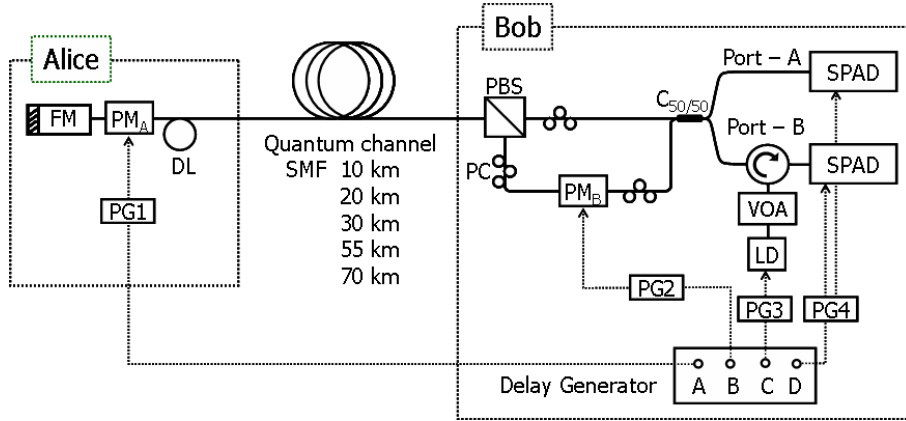 Alice
Bob
FM
PM_A
DL
PG1
Quantum channel
SMF 10 km
20 km
30 km
55 km
70 km
PBS
PC
PM_B
C_50/50
Port – A
Port – B
SPAD
SPAD
VOA
LD
PG2
PG3
PG4
Delay Generator
A B C D